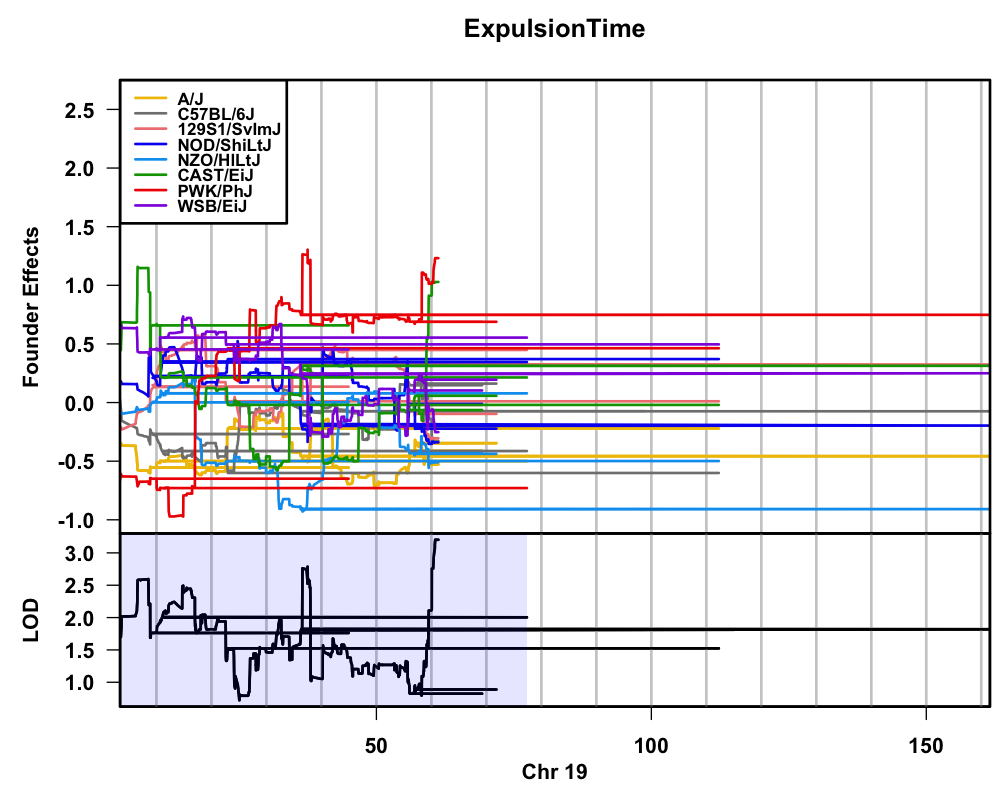 ExpulsionTime
A/J
C57BL/6J
129S1/SvImJ
NOD/ShiLtJ
NZO/HlLtJ
CAST/EiJ
PWK/PhJ
WSB/EiJ
Founder Effects
2.5
2.0
1.5
1.0
0.5
0.0
-0.5
-1.0
LOD
3.0
2.5
2.0
1.5
1.0
50 100 150
Chr 19